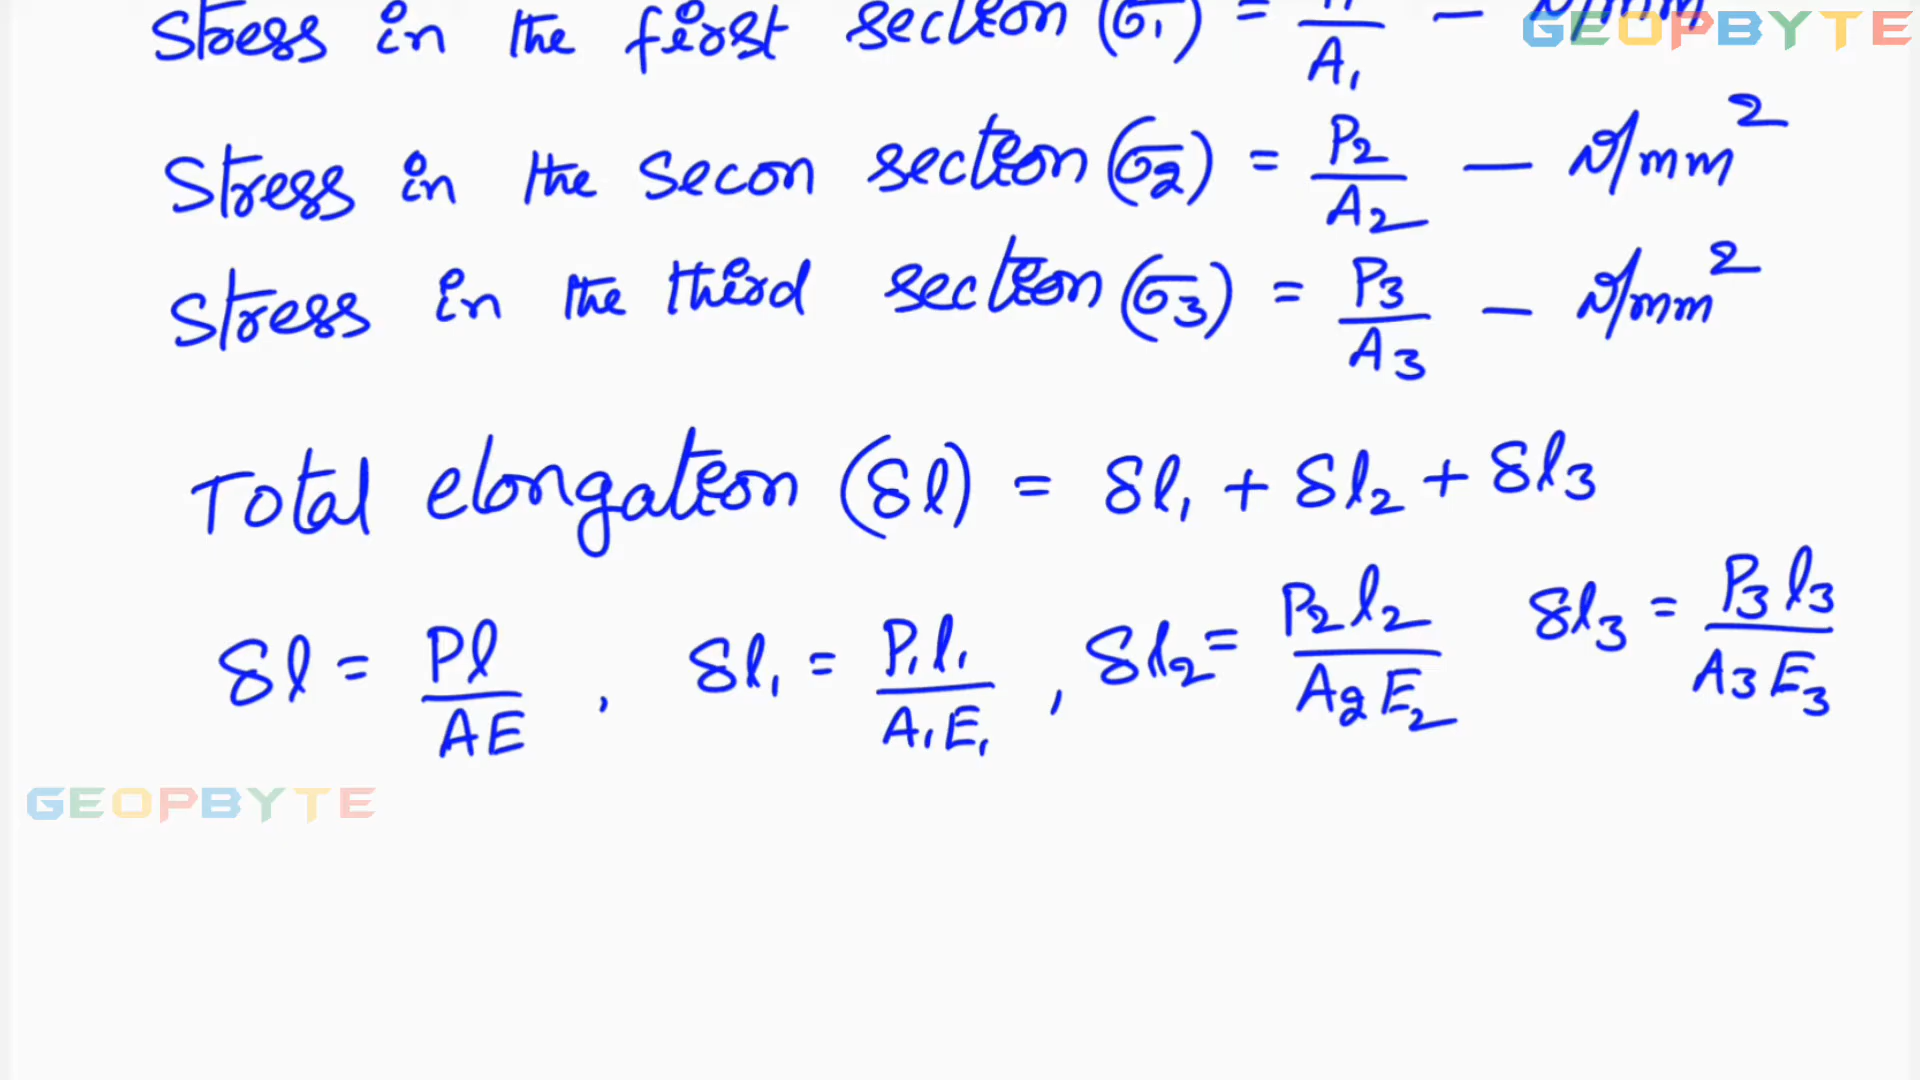 Stress in the first section (σ₁) = P₁/A₁ — N/mm
GEOPBYTE
Stress in the Secon section (σ₂) = P₂/A₂ — N/mm²
Stress in the third section (σ₃) = P₃/A₃ — N/mm²
Total elongation (δl) = δl₁ + δl₂ + δl₃
δl = Pl/AE , δl₁ = P₁l₁/A₁E₁ , δl₂ = P₂l₂/A₂E₂ δl₃ = P₃l₃/A₃E₃
GEOPBYTE